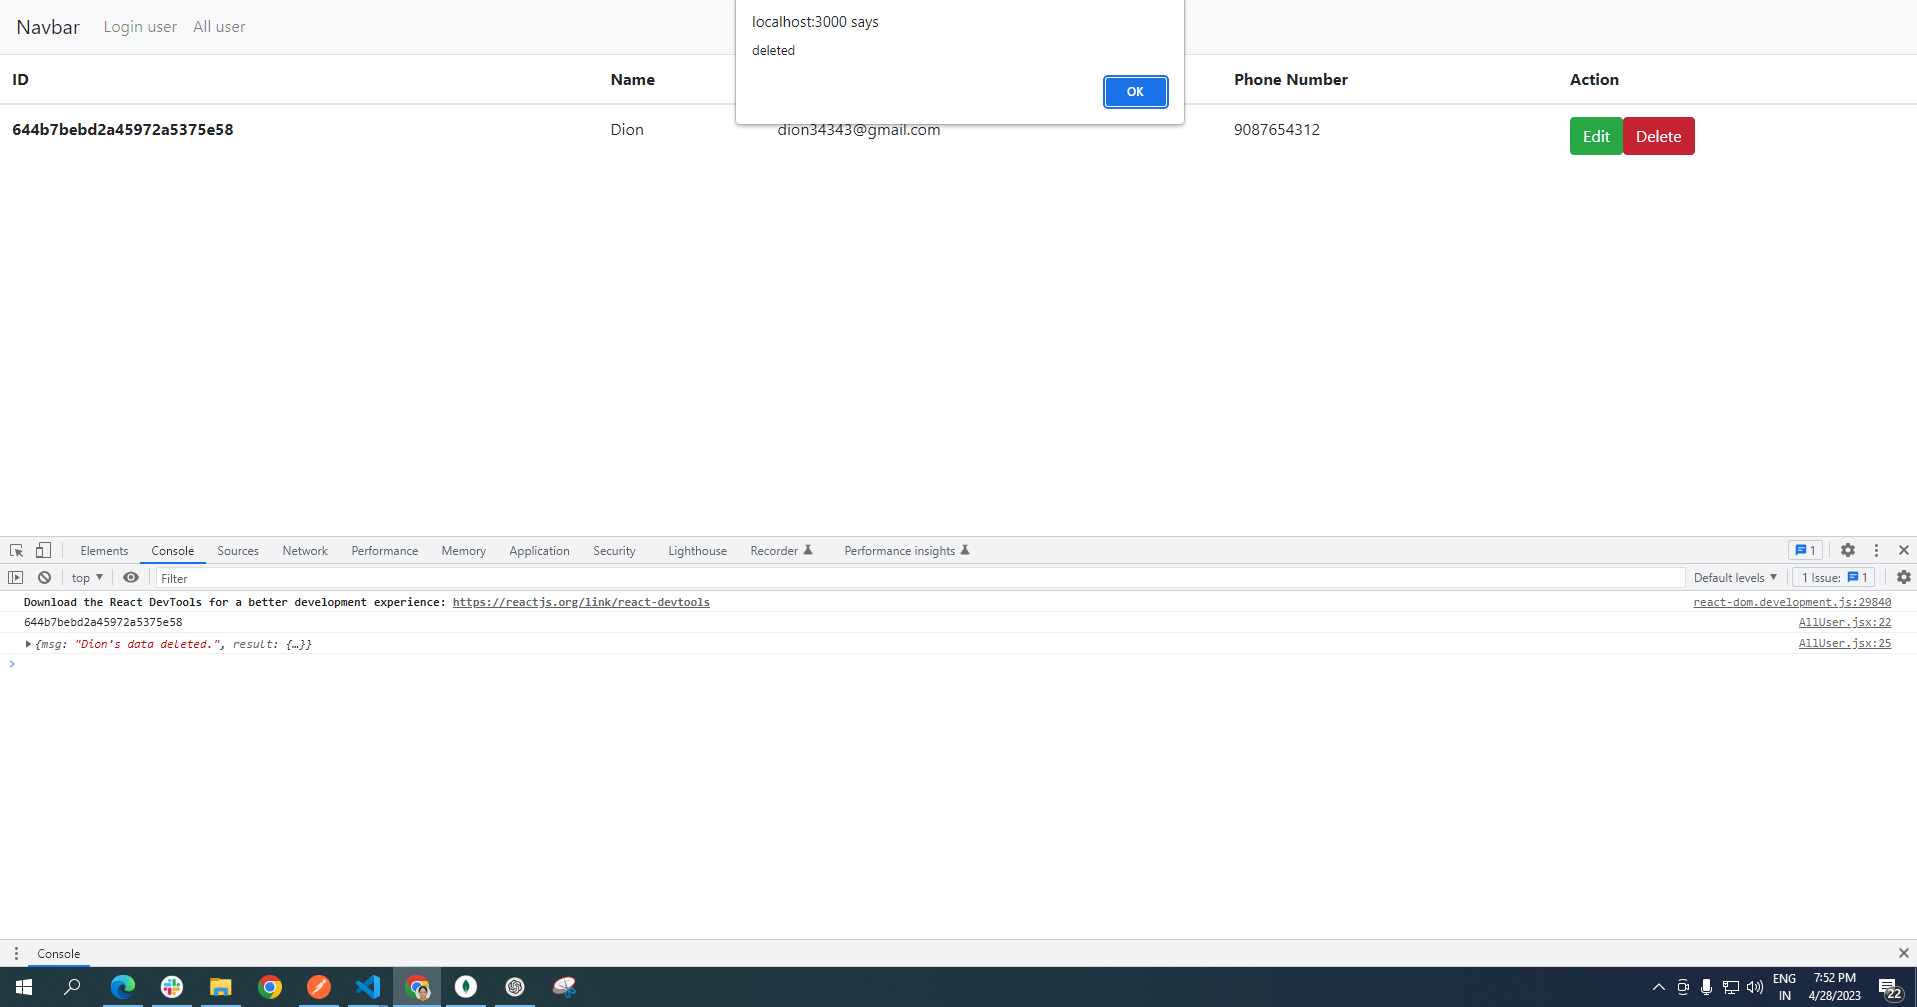 Navbar Login user All user
localhost:3000 says
deleted
OK
ID Name Phone Number Action
644b7bebd2a45972a5375e58 Dion dion34343@gmail.com 9087654312 Edit Delete
Elements Console Sources Network Performance Memory Application Security Lighthouse Recorder Performance insights 1
top ▼ Filter Default levels ▼ 1 Issue: 1
Download the React DevTools for a better development experience: https://reactjs.org/link/react-devtools react-dom.development.js:29840
644b7bebd2a45972a5375e58 AllUser.jsx:22
{msg: "Dion's data deleted.", result: {…}} AllUser.jsx:25
Console
ENG 7:52 PM
IN 4/28/2023 22